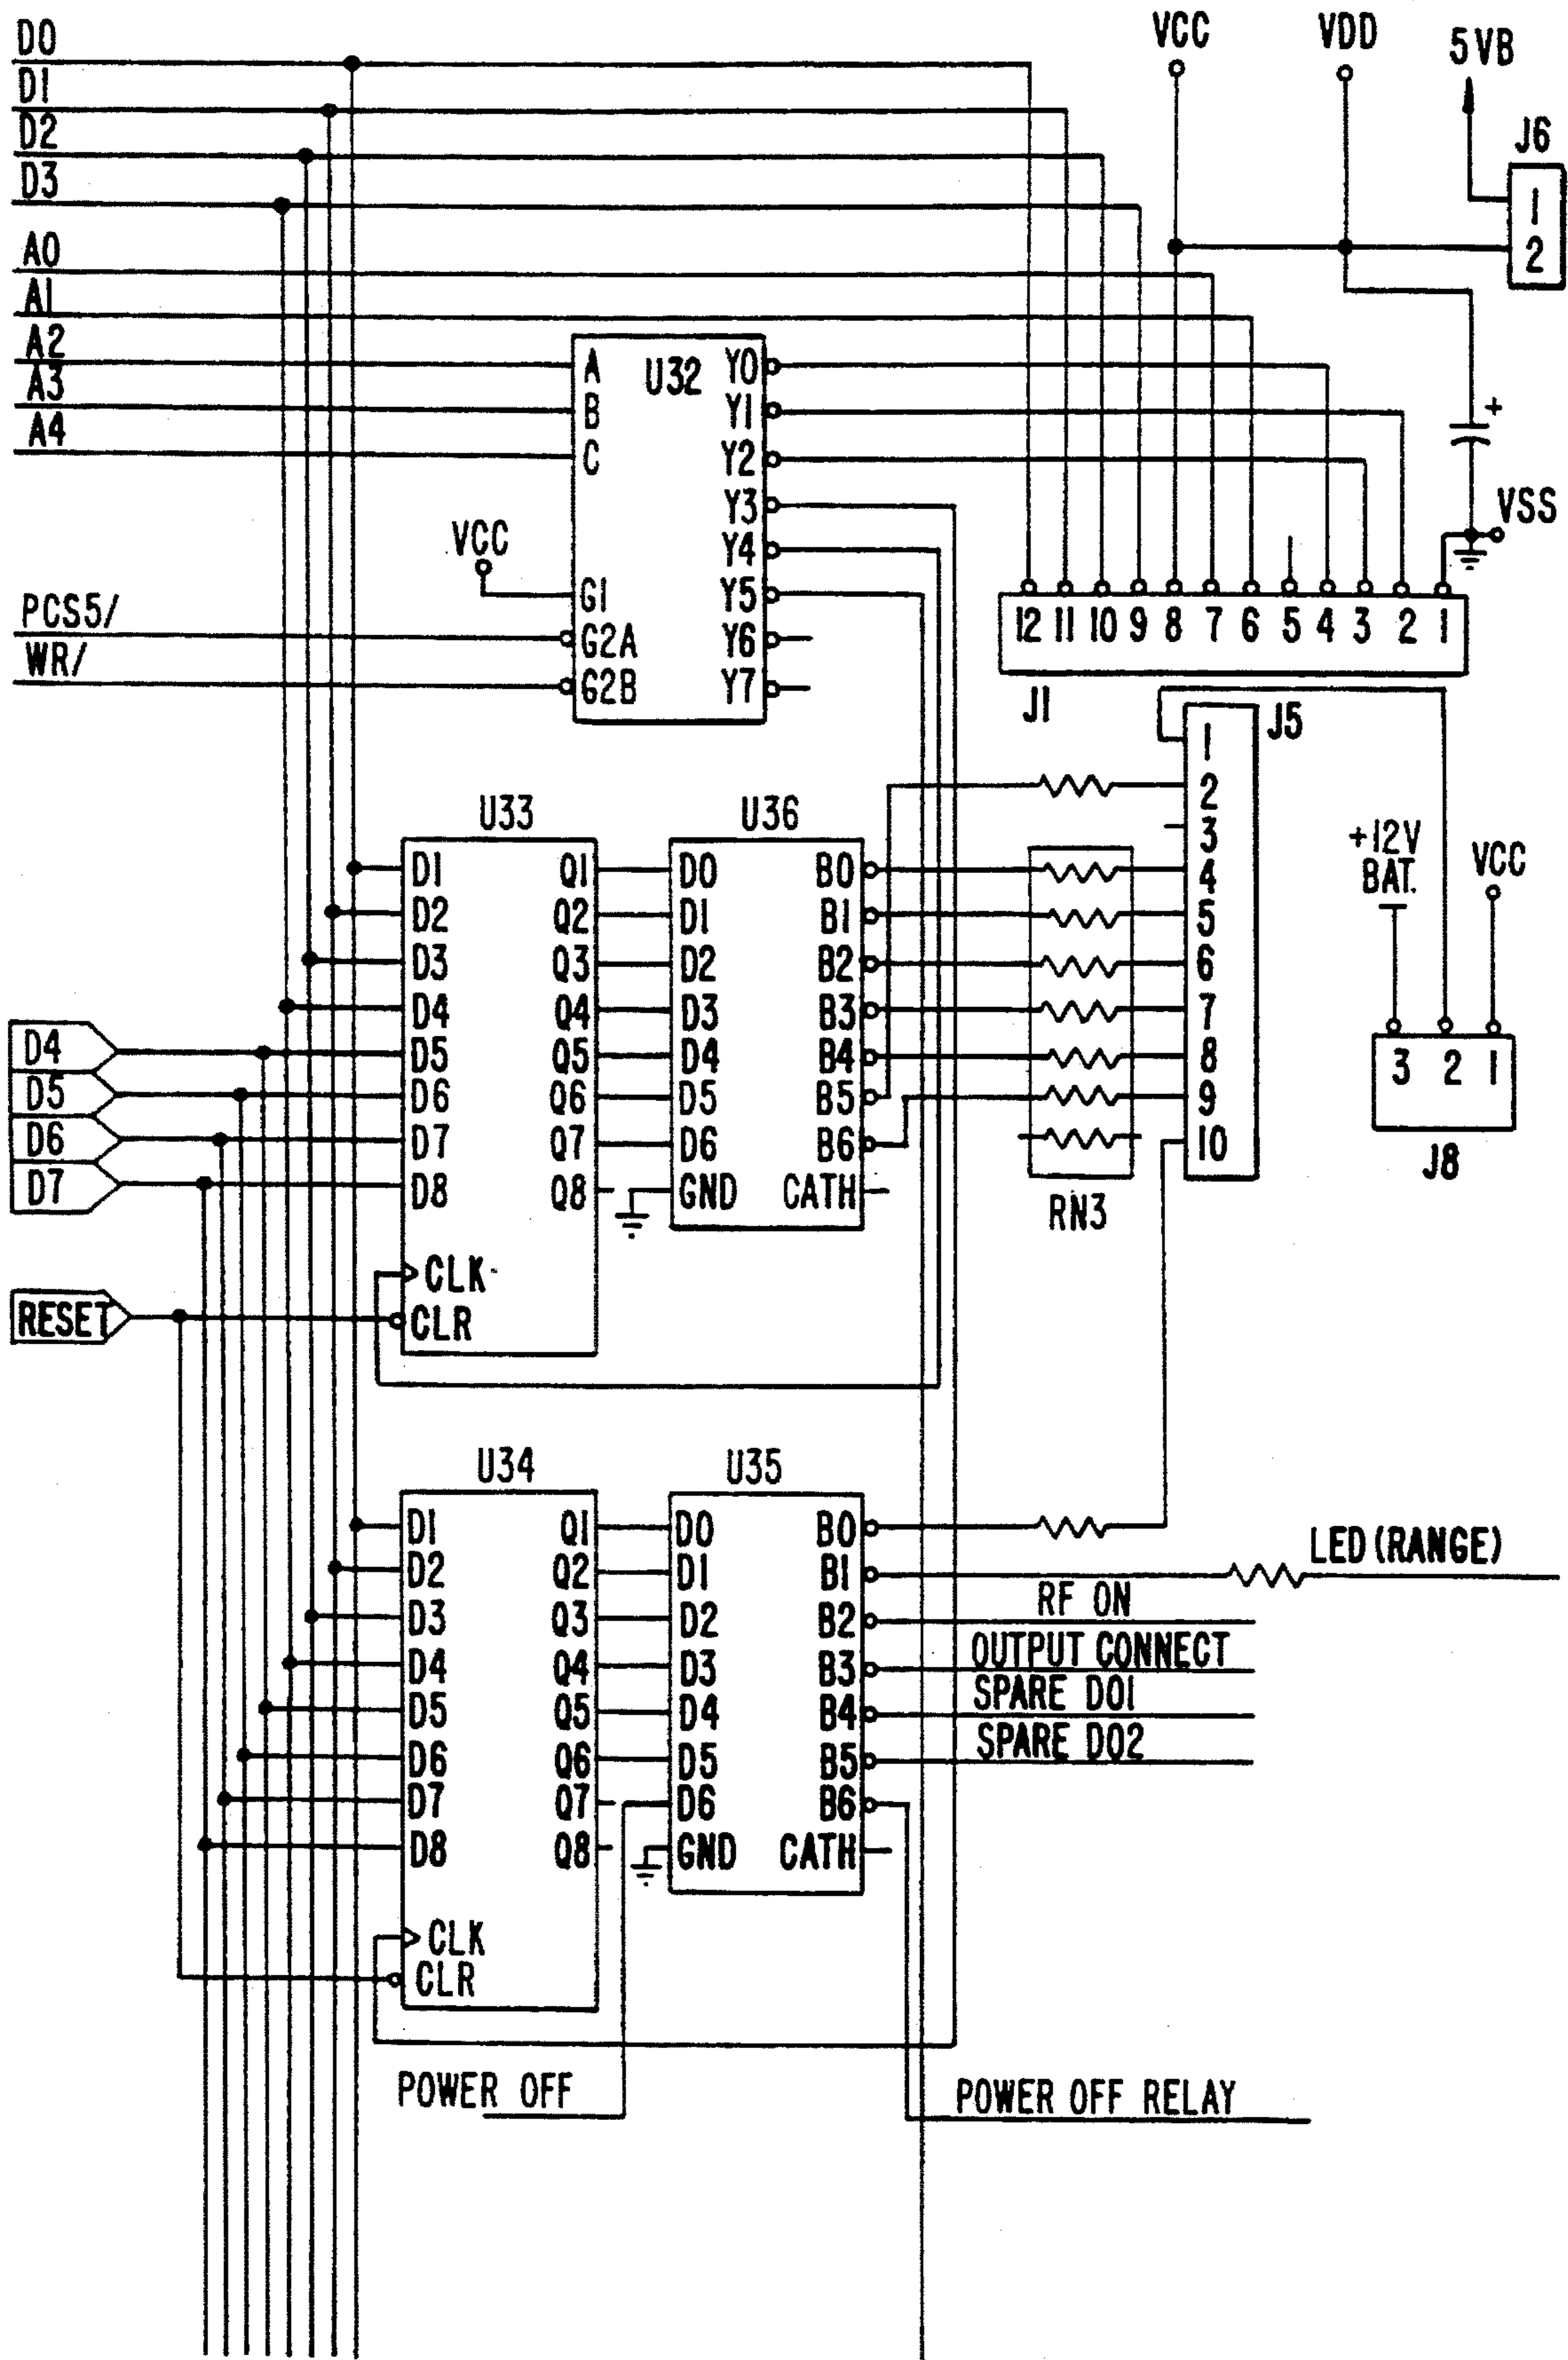 D0
D1
D2
D3
A0
A1
A2
A3
A4
VCC
VDD
5VB
J6
1
2
U32
A
B
C
G1
G2A
G2B
Y0
Y1
Y2
Y3
Y4
Y5
Y6
Y7
VCC
PCS5/
WR/
+
VSS
12 11 10 9 8 7 6 5 4 3 2 1
J1
J5
1
2
3
4
5
6
7
8
9
10
RN3
+12V
BAT.
VCC
3 2 1
J8
U33
D1 Q1
D2 Q2
D3 Q3
D4 Q4
D5 Q5
D6 Q6
D7 Q7
D8 Q8
CLK
CLR
U36
D0 B0
D1 B1
D2 B2
D3 B3
D4 B4
D5 B5
D6 B6
GND CATH
D4
D5
D6
D7
RESET
U34
D1 Q1
D2 Q2
D3 Q3
D4 Q4
D5 Q5
D6 Q6
D7 Q7
D8 Q8
CLK
CLR
U35
D0 B0
D1 B1
D2 B2
D3 B3
D4 B4
D5 B5
D6 B6
GND CATH
LED (RANGE)
RF ON
OUTPUT CONNECT
SPARE DO1
SPARE DO2
POWER OFF
POWER OFF RELAY